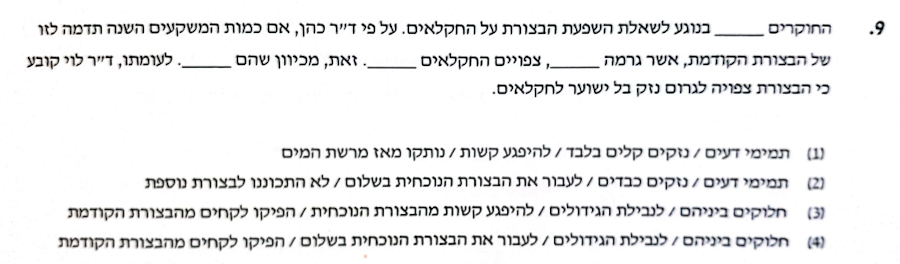 9. החוקרים ______ בנוגע לשאלת השפעת הבצורת על החקלאים. על פי ד״ר כהן, אם כמות המשקעים השנה תדמה לזו
של הבצורת הקודמת, אשר גרמה ______, צפויים החקלאים ______. זאת, מכיוון שהם ______. לעומתו, ד״ר לוי קובע
כי הבצורת צפויה לגרום נזק בל ישוער לחקלאים.
(1) תמימי דעים / נזקים קלים בלבד / להיפגע קשות / נותקו מאז מרשת המים
(2) תמימי דעים / נזקים כבדים / לעבור את הבצורת הנוכחית בשלום / לא התכוננו לבצורת נוספת
(3) חלוקים ביניהם / לנבילת הגידולים / להיפגע קשות מהבצורת הנוכחית / הפיקו לקחים מהבצורת הקודמת
(4) חלוקים ביניהם / לנבילת הגידולים / לעבור את הבצורת הנוכחית בשלום / הפיקו לקחים מהבצורת הקודמת